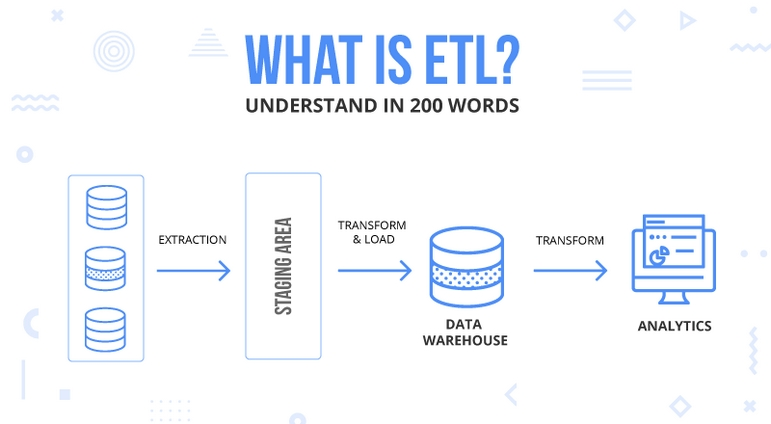 WHAT IS ETL?
UNDERSTAND IN 200 WORDS
EXTRACTION
STAGING AREA
TRANSFORM
& LOAD
DATA
WAREHOUSE
TRANSFORM
ANALYTICS